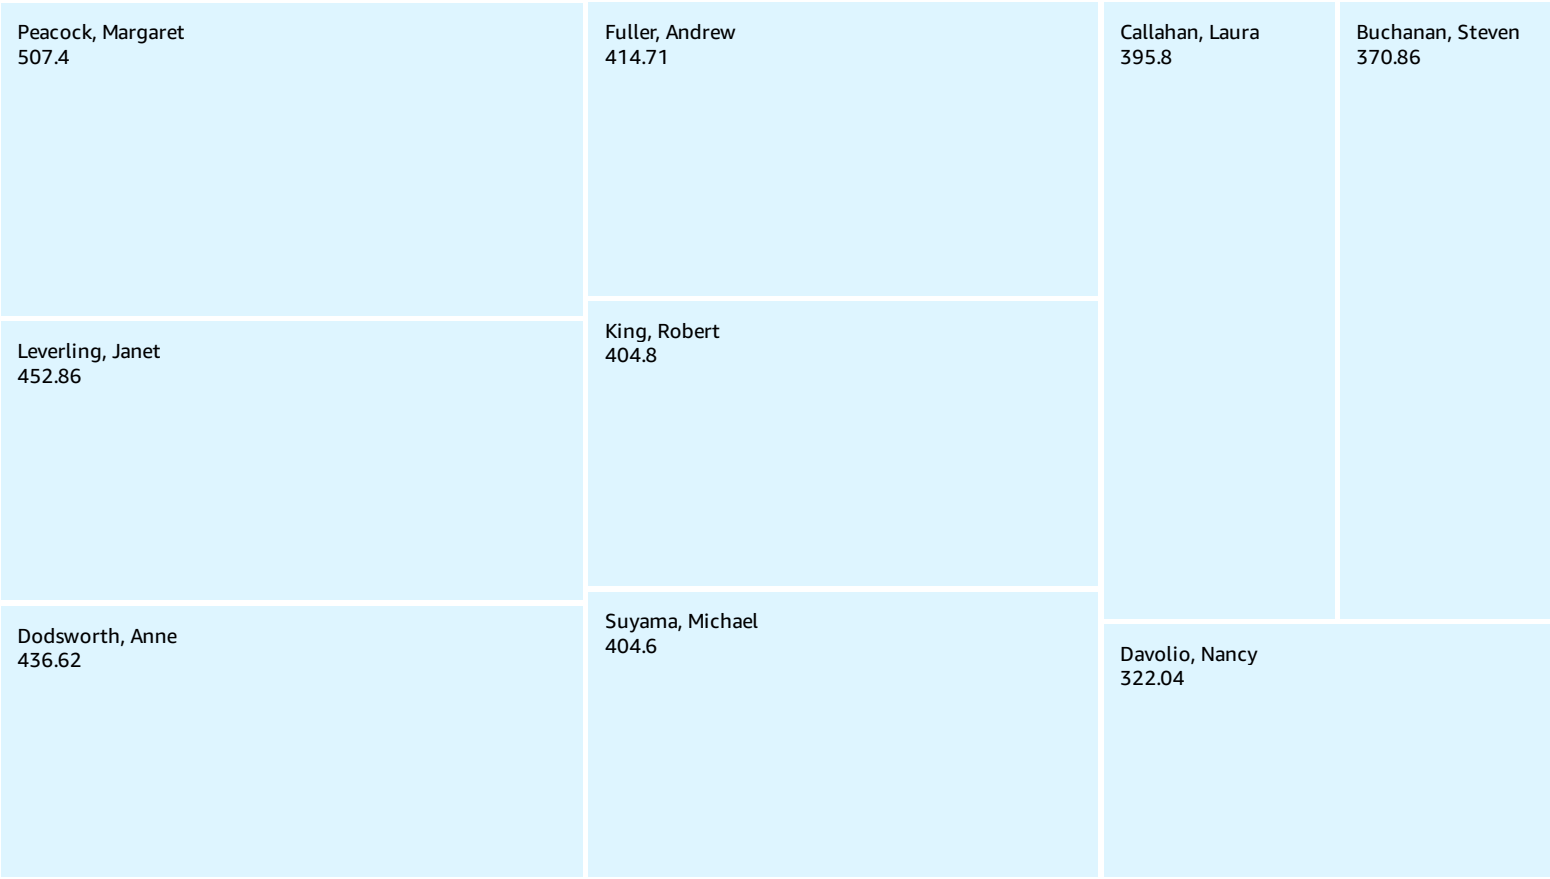 Peacock, Margaret
507.4
Leverling, Janet
452.86
Dodsworth, Anne
436.62
Fuller, Andrew
414.71
King, Robert
404.8
Suyama, Michael
404.6
Callahan, Laura
395.8
Buchanan, Steven
370.86
Davolio, Nancy
322.04